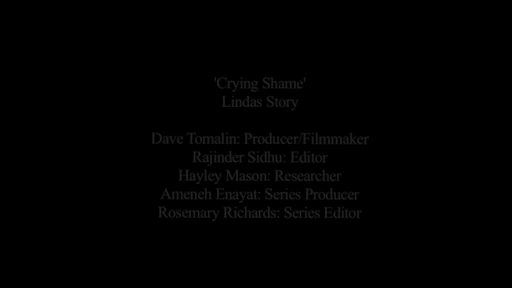 'Crying Shame'
Lindas Story
Dave Tomalin: Producer/Filmmaker
Rajinder Sidhu: Editor
Hayley Mason: Researcher
Ameneh Enayat: Series Producer
Rosemary Richards: Series Editor